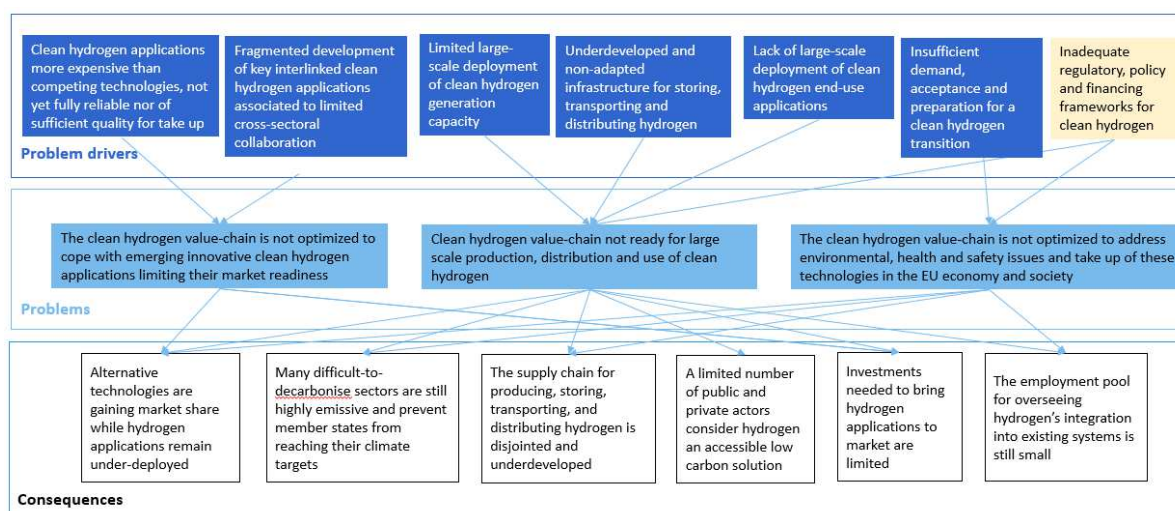 Clean hydrogen applications
more expensive than
competing technologies, not
yet fully reliable nor of
sufficient quality for take up
Fragmented development
of key interlinked clean
hydrogen applications
associated to limited
cross-sectoral
collaboration
Limited large-
scale deployment
of clean hydrogen
generation
capacity
Underdeveloped and
non-adapted
infrastructure for storing,
transporting and
distributing hydrogen
Lack of large-scale
deployment of clean
hydrogen end-use
applications
Insufficient
demand,
acceptance and
preparation for a
clean hydrogen
transition
Inadequate
regulatory, policy
and financing
frameworks for
clean hydrogen
Problem drivers
The clean hydrogen value-chain is not optimized to
cope with emerging innovative clean hydrogen
applications limiting their market readiness
Clean hydrogen value-chain not ready for large
scale production, distribution and use of clean
hydrogen
The clean hydrogen value-chain is not optimized to address
environmental, health and safety issues and take up of these
technologies in the EU economy and society
Problems
Alternative
technologies are
gaining market share
while hydrogen
applications remain
under-deployed
Many difficult-to-
decarbonise sectors are still
highly emissive and prevent
member states from
reaching their climate
targets
The supply chain for
producing, storing,
transporting, and
distributing hydrogen is
disjointed and
underdeveloped
A limited number
of public and
private actors
consider hydrogen
an accessible low
carbon solution
Investments
needed to bring
hydrogen
applications to
market are
limited
The employment pool
for overseeing
hydrogen's integration
into existing systems is
still small
Consequences